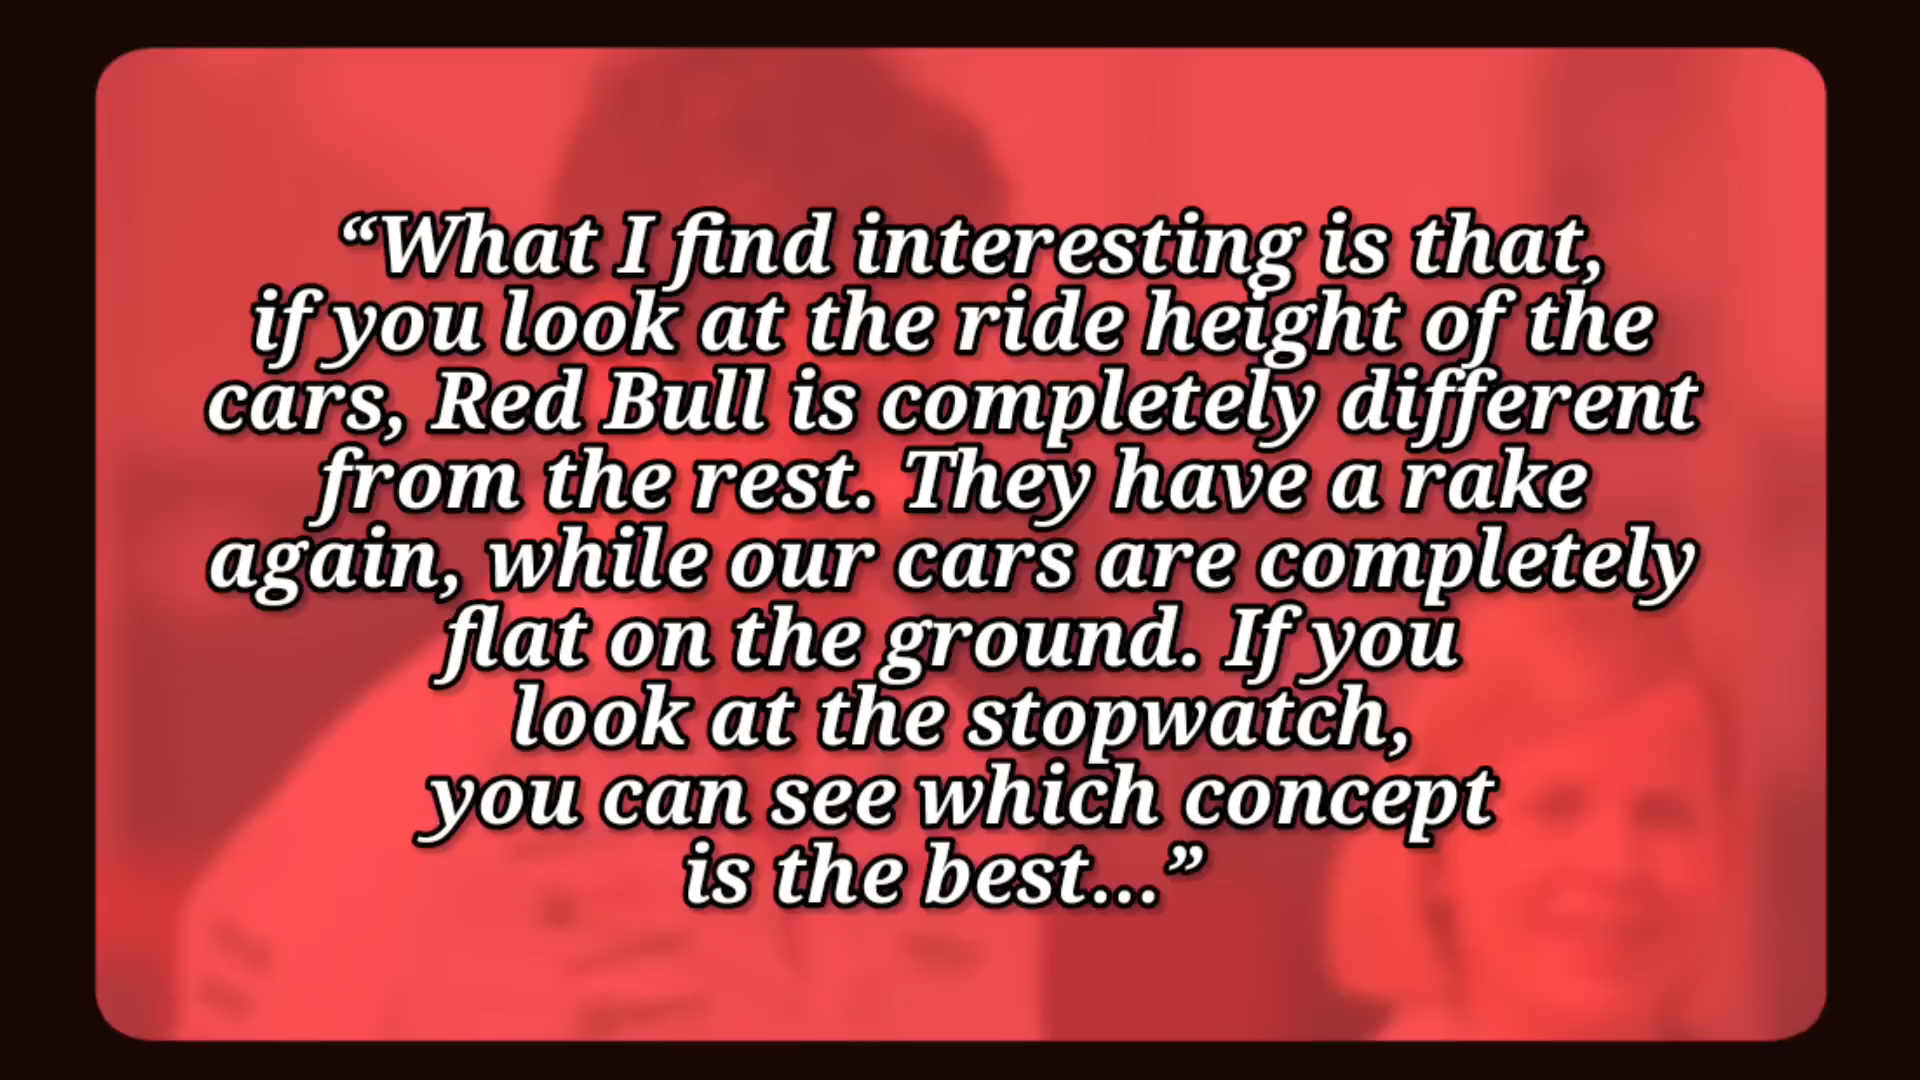 “What I find interesting is that,
if you look at the ride height of the
cars, Red Bull is completely different
from the rest. They have a rake
again, while our cars are completely
flat on the ground. If you
look at the stopwatch,
you can see which concept
is the best...”